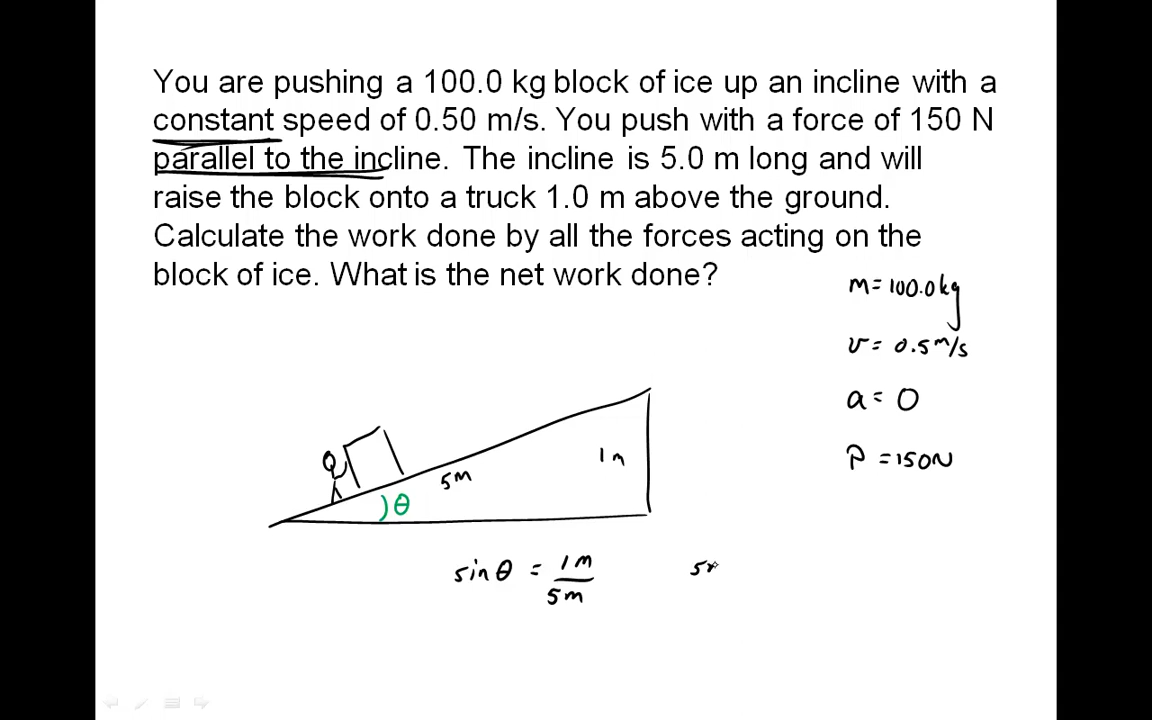 You are pushing a 100.0 kg block of ice up an incline with a
constant speed of 0.50 m/s. You push with a force of 150 N
parallel to the incline. The incline is 5.0 m long and will
raise the block onto a truck 1.0 m above the ground.
Calculate the work done by all the forces acting on the
block of ice. What is the net work done?
m = 100.0 kg
v = 0.5 m/s
a = 0
P = 150N
1m
5m
θ
sin θ = 1m
5m